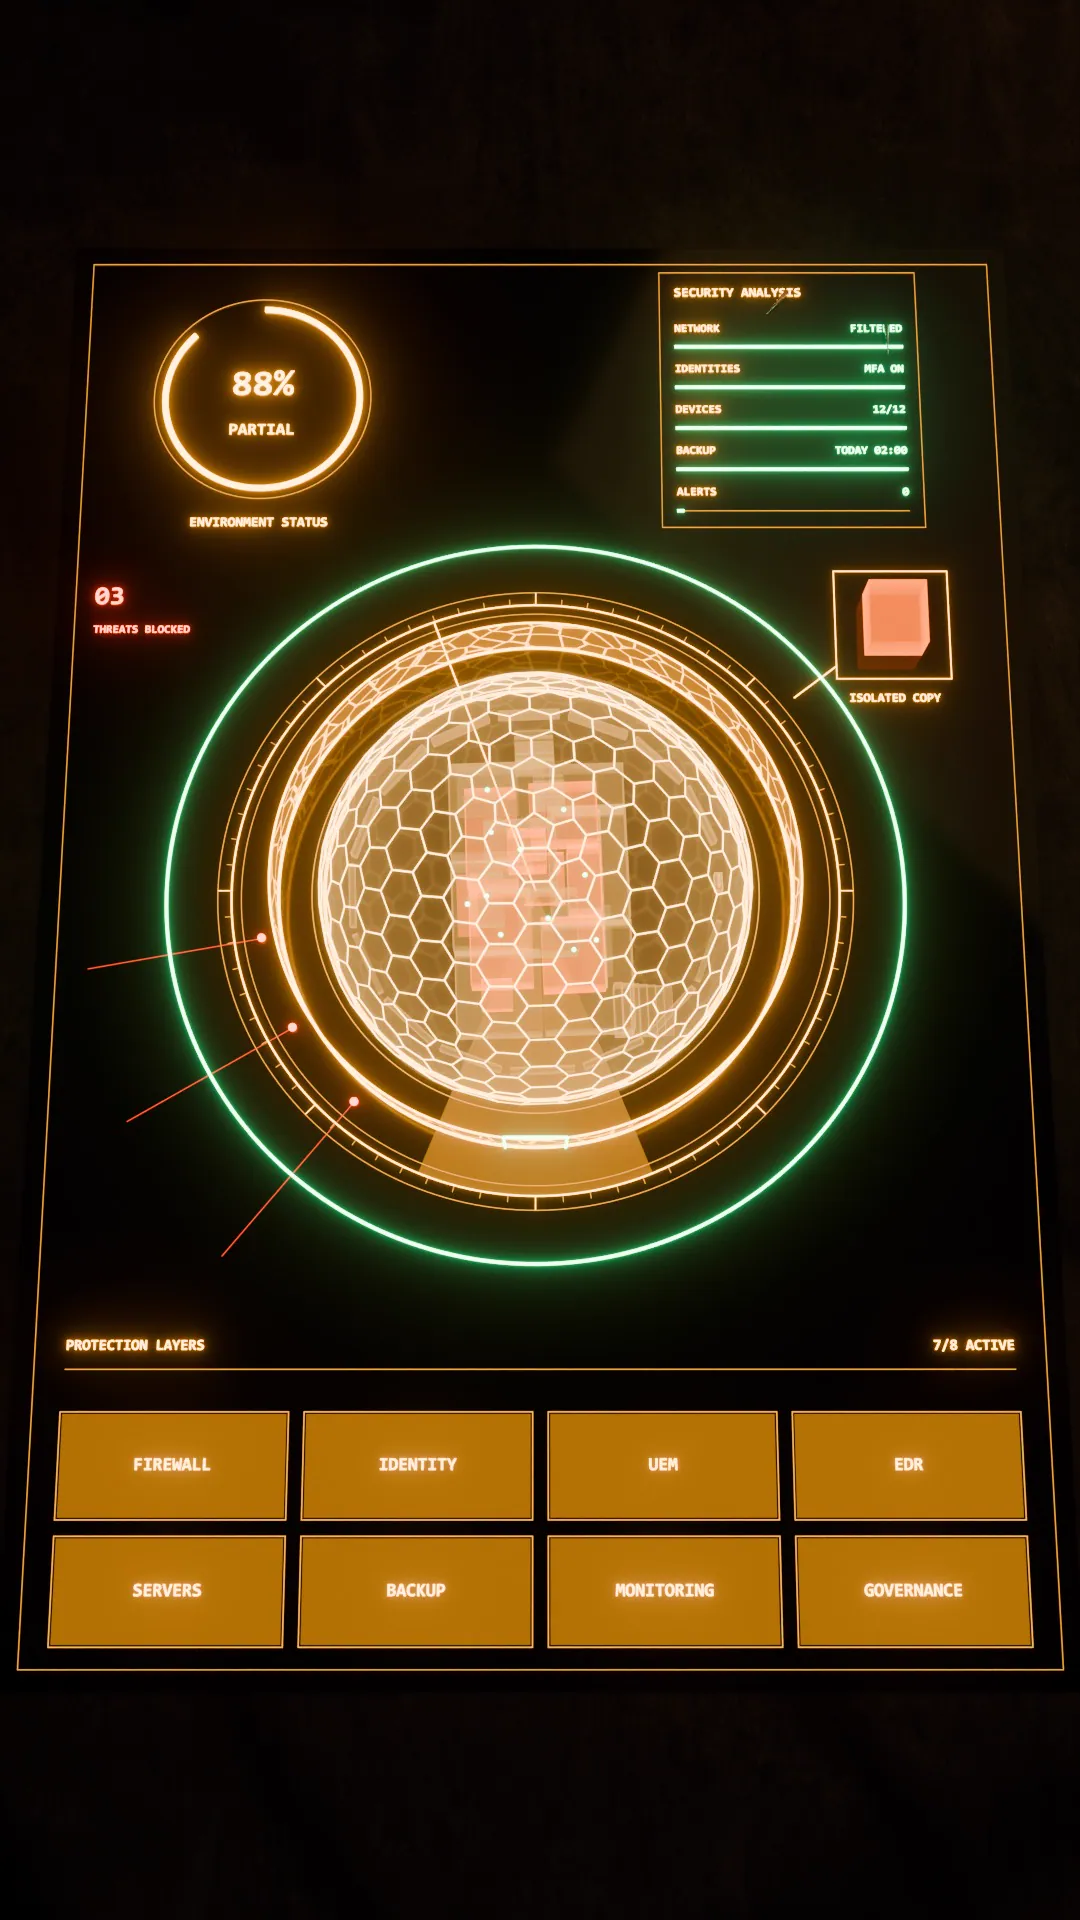 88%
PARTIAL
ENVIRONMENT STATUS
SECURITY ANALYSIS
NETWORK FILTERED
IDENTITIES MFA ON
DEVICES 12/12
BACKUP TODAY 02:00
ALERTS 0
03
THREATS BLOCKED
ISOLATED COPY
PROTECTION LAYERS 7/8 ACTIVE
FIREWALL IDENTITY UEM EDR
SERVERS BACKUP MONITORING GOVERNANCE